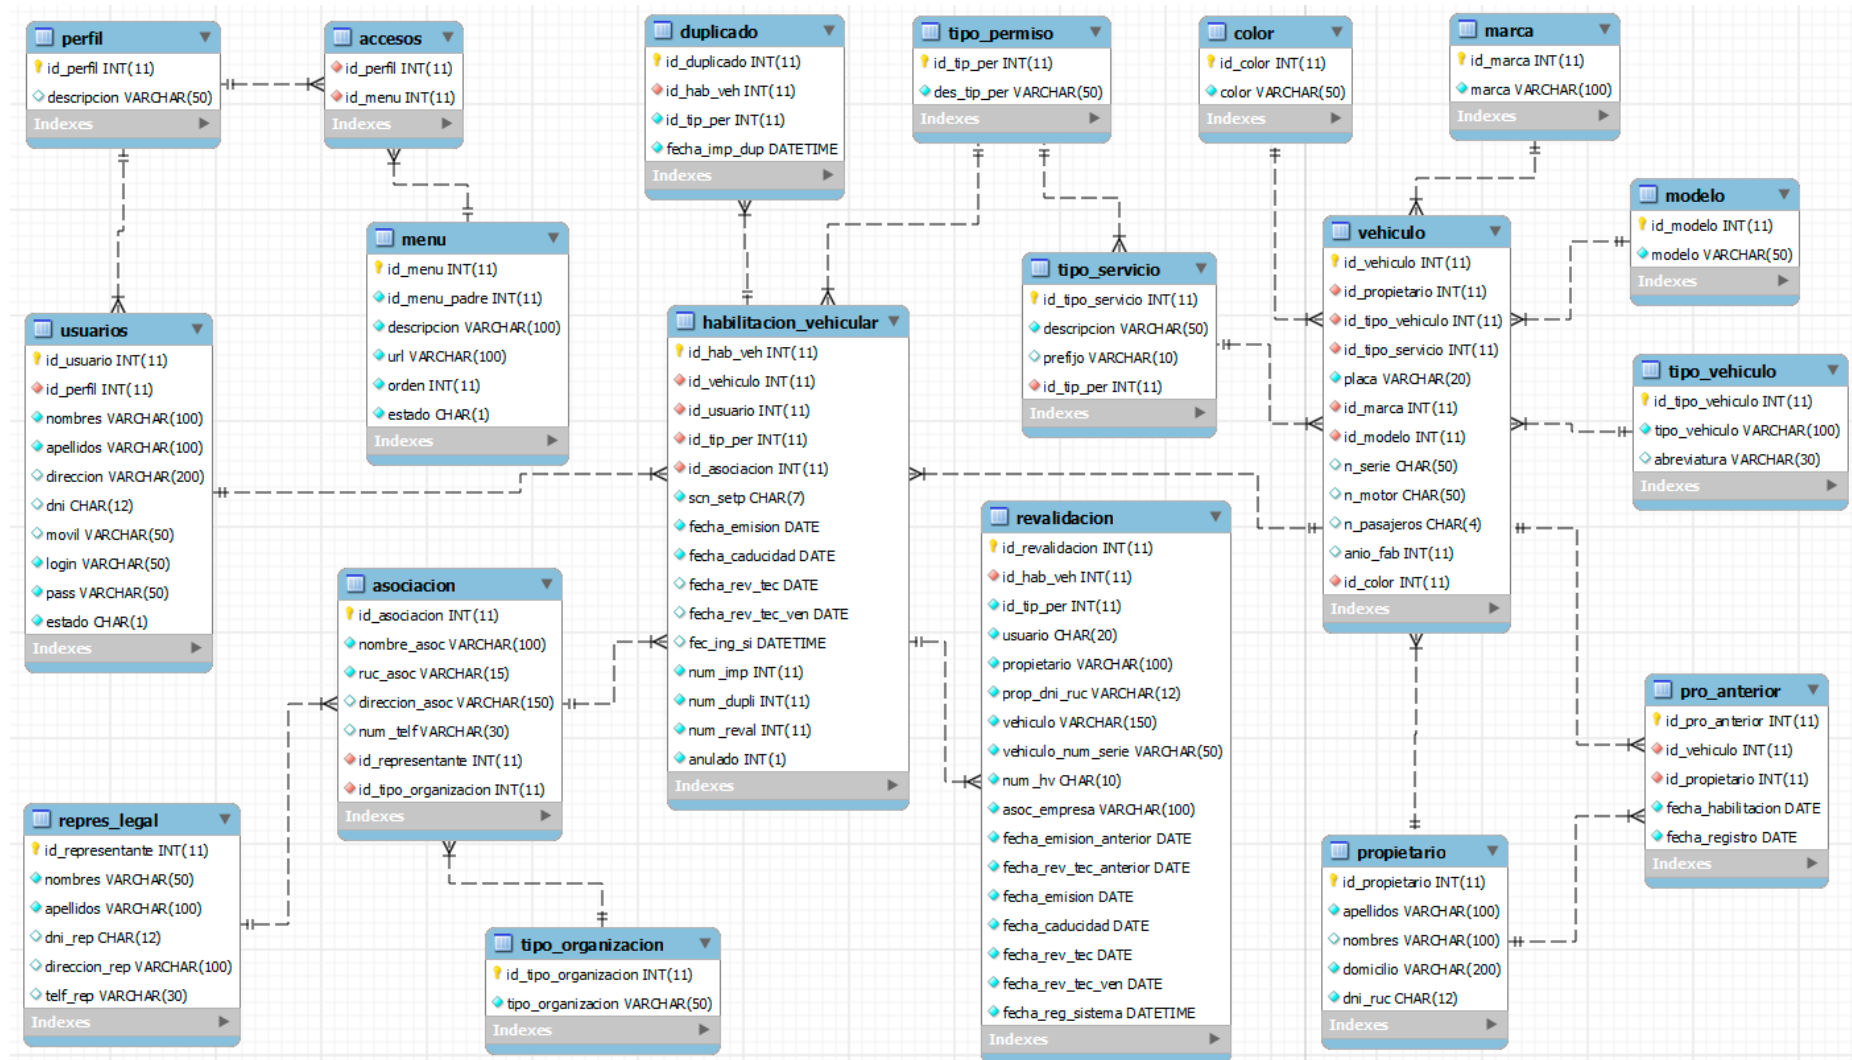 perfil
id_perfil INT(11)
descripcion VARCHAR(50)
Indexes
accesos
id_perfil INT(11)
id_menu INT(11)
Indexes
duplicado
id_duplicado INT(11)
id_hab_veh INT(11)
id_tip_per INT(11)
fecha_imp_dup DATETIME
Indexes
tipo_permiso
id_tip_per INT(11)
des_tip_per VARCHAR(50)
Indexes
color
id_color INT(11)
color VARCHAR(50)
Indexes
marca
id_marca INT(11)
marca VARCHAR(100)
Indexes
modelo
id_modelo INT(11)
modelo VARCHAR(50)
Indexes
menu
id_menu INT(11)
id_menu_padre INT(11)
descripcion VARCHAR(100)
url VARCHAR(100)
orden INT(11)
estado CHAR(1)
Indexes
tipo_servicio
id_tipo_servicio INT(11)
descripcion VARCHAR(50)
prefijo VARCHAR(10)
id_tip_per INT(11)
Indexes
vehiculo
id_vehiculo INT(11)
id_propietario INT(11)
id_tipo_vehiculo INT(11)
id_tipo_servicio INT(11)
placa VARCHAR(20)
id_marca INT(11)
id_modelo INT(11)
n_serie CHAR(50)
n_motor CHAR(50)
n_pasajeros CHAR(4)
anio_fab INT(11)
id_color INT(11)
Indexes
usuarios
id_usuario INT(11)
id_perfil INT(11)
nombres VARCHAR(100)
apellidos VARCHAR(100)
direccion VARCHAR(200)
dni CHAR(12)
movil VARCHAR(50)
login VARCHAR(50)
pass VARCHAR(50)
estado CHAR(1)
Indexes
habilitacion_vehicular
id_hab_veh INT(11)
id_vehiculo INT(11)
id_usuario INT(11)
id_tip_per INT(11)
id_asociacion INT(11)
scn_setp CHAR(7)
fecha_emision DATE
fecha_caducidad DATE
fecha_rev_tec DATE
fecha_rev_tec_ven DATE
fec_ing_si DATETIME
num_imp INT(11)
num_dupli INT(11)
num_reval INT(11)
anulado INT(1)
Indexes
tipo_vehiculo
id_tipo_vehiculo INT(11)
tipo_vehiculo VARCHAR(100)
abreviatura VARCHAR(30)
Indexes
revalidacion
id_revalidacion INT(11)
id_hab_veh INT(11)
id_tip_per INT(11)
usuario CHAR(20)
propietario VARCHAR(100)
prop_dni_ruc VARCHAR(12)
vehiculo VARCHAR(150)
vehiculo_num_serie VARCHAR(50)
num_hv CHAR(10)
asoc_empresa VARCHAR(100)
fecha_emision_anterior DATE
fecha_rev_tec_anterior DATE
fecha_emision DATE
fecha_caducidad DATE
fecha_rev_tec DATE
fecha_rev_tec_ven DATE
fecha_reg_sistema DATETIME
Indexes
asociacion
id_asociacion INT(11)
nombre_asoc VARCHAR(100)
ruc_asoc VARCHAR(15)
direccion_asoc VARCHAR(150)
num_telf VARCHAR(30)
id_representante INT(11)
id_tipo_organizacion INT(11)
Indexes
pro_anterior
id_pro_anterior INT(11)
id_vehiculo INT(11)
id_propietario INT(11)
fecha_habilitacion DATE
fecha_registro DATE
Indexes
repres_legal
id_representante INT(11)
nombres VARCHAR(50)
apellidos VARCHAR(100)
dni_rep CHAR(12)
direccion_rep VARCHAR(100)
telf_rep VARCHAR(30)
Indexes
propietario
id_propietario INT(11)
apellidos VARCHAR(100)
nombres VARCHAR(100)
domicilio VARCHAR(200)
dni_ruc CHAR(12)
Indexes
tipo_organizacion
id_tipo_organizacion INT(11)
tipo_organizacion VARCHAR(50)
Indexes